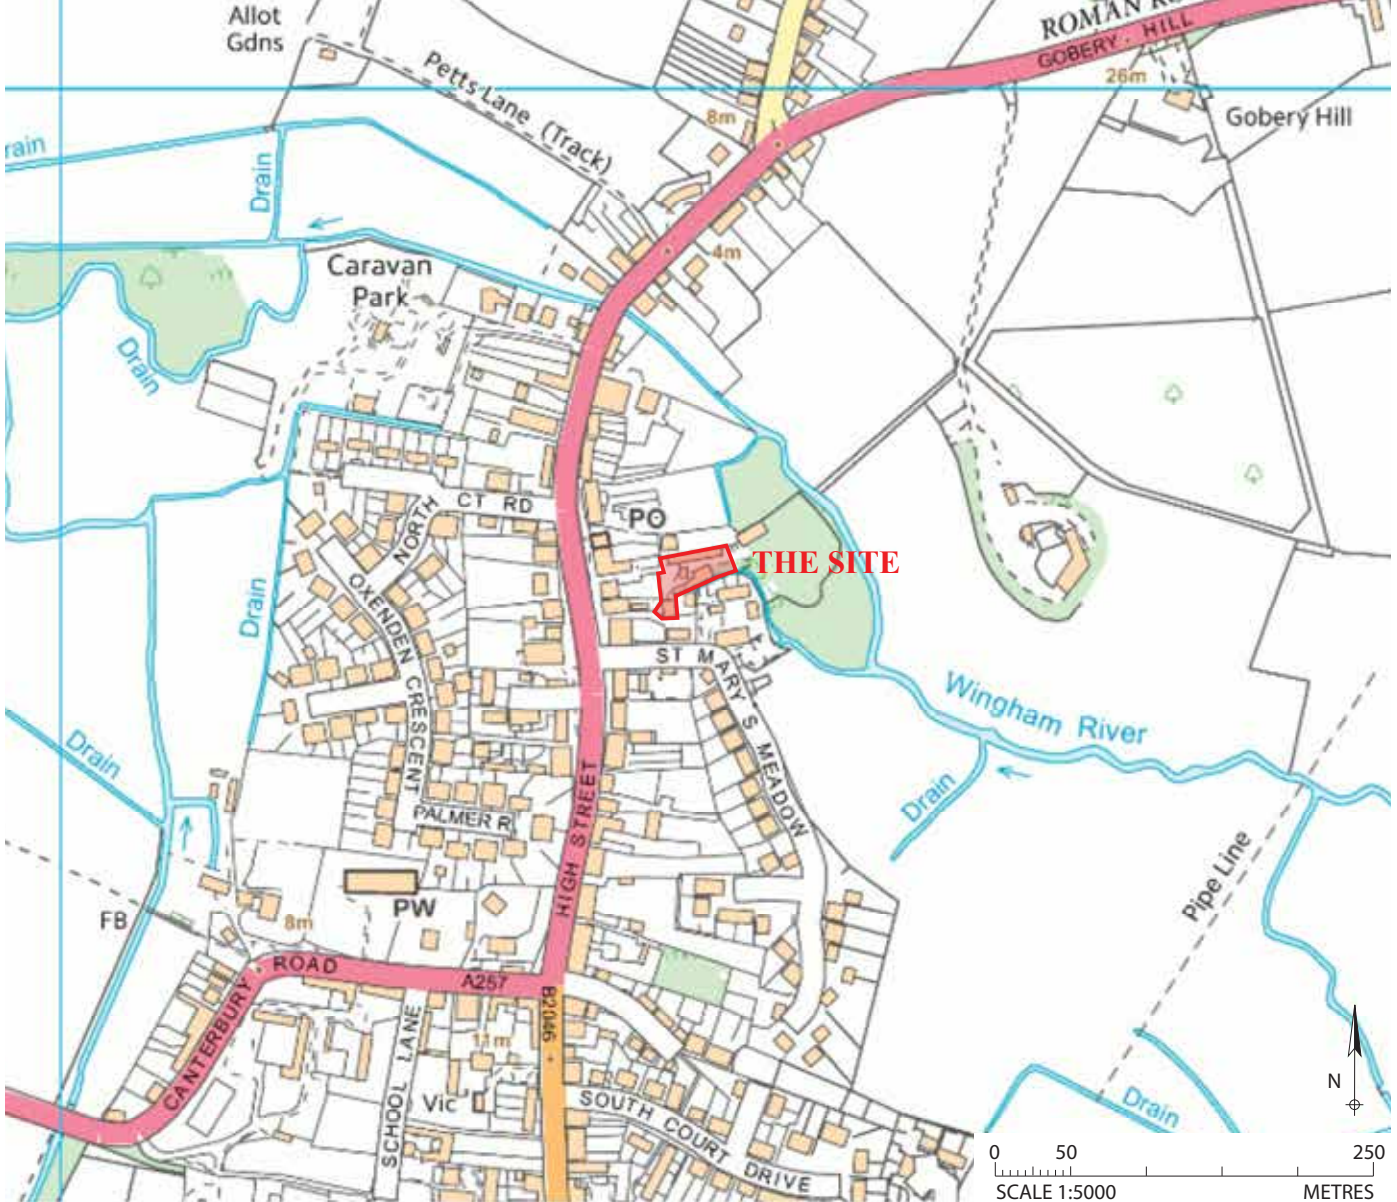 Allot
Gdns
ROMAN R
GOBERY HILL
26m
Petts Lane (Track)
8m
Gobery Hill
rain
Drain
4m
Caravan
Park
Drain
CT RD
NORTH
PO
THE SITE
OXENDEN CRESCENT
Drain
ST MARY S MEADOW
Wingham River
Drain
Drain
HIGH STREET
PALMER R
Pipe Line
PW
FB
8m
ROAD
A257
CANTERBURY
B2046
11m
SCHOOL LANE
Vic
SOUTH COURT DRIVE
N
Drain
0 50 250
SCALE 1:5000 METRES